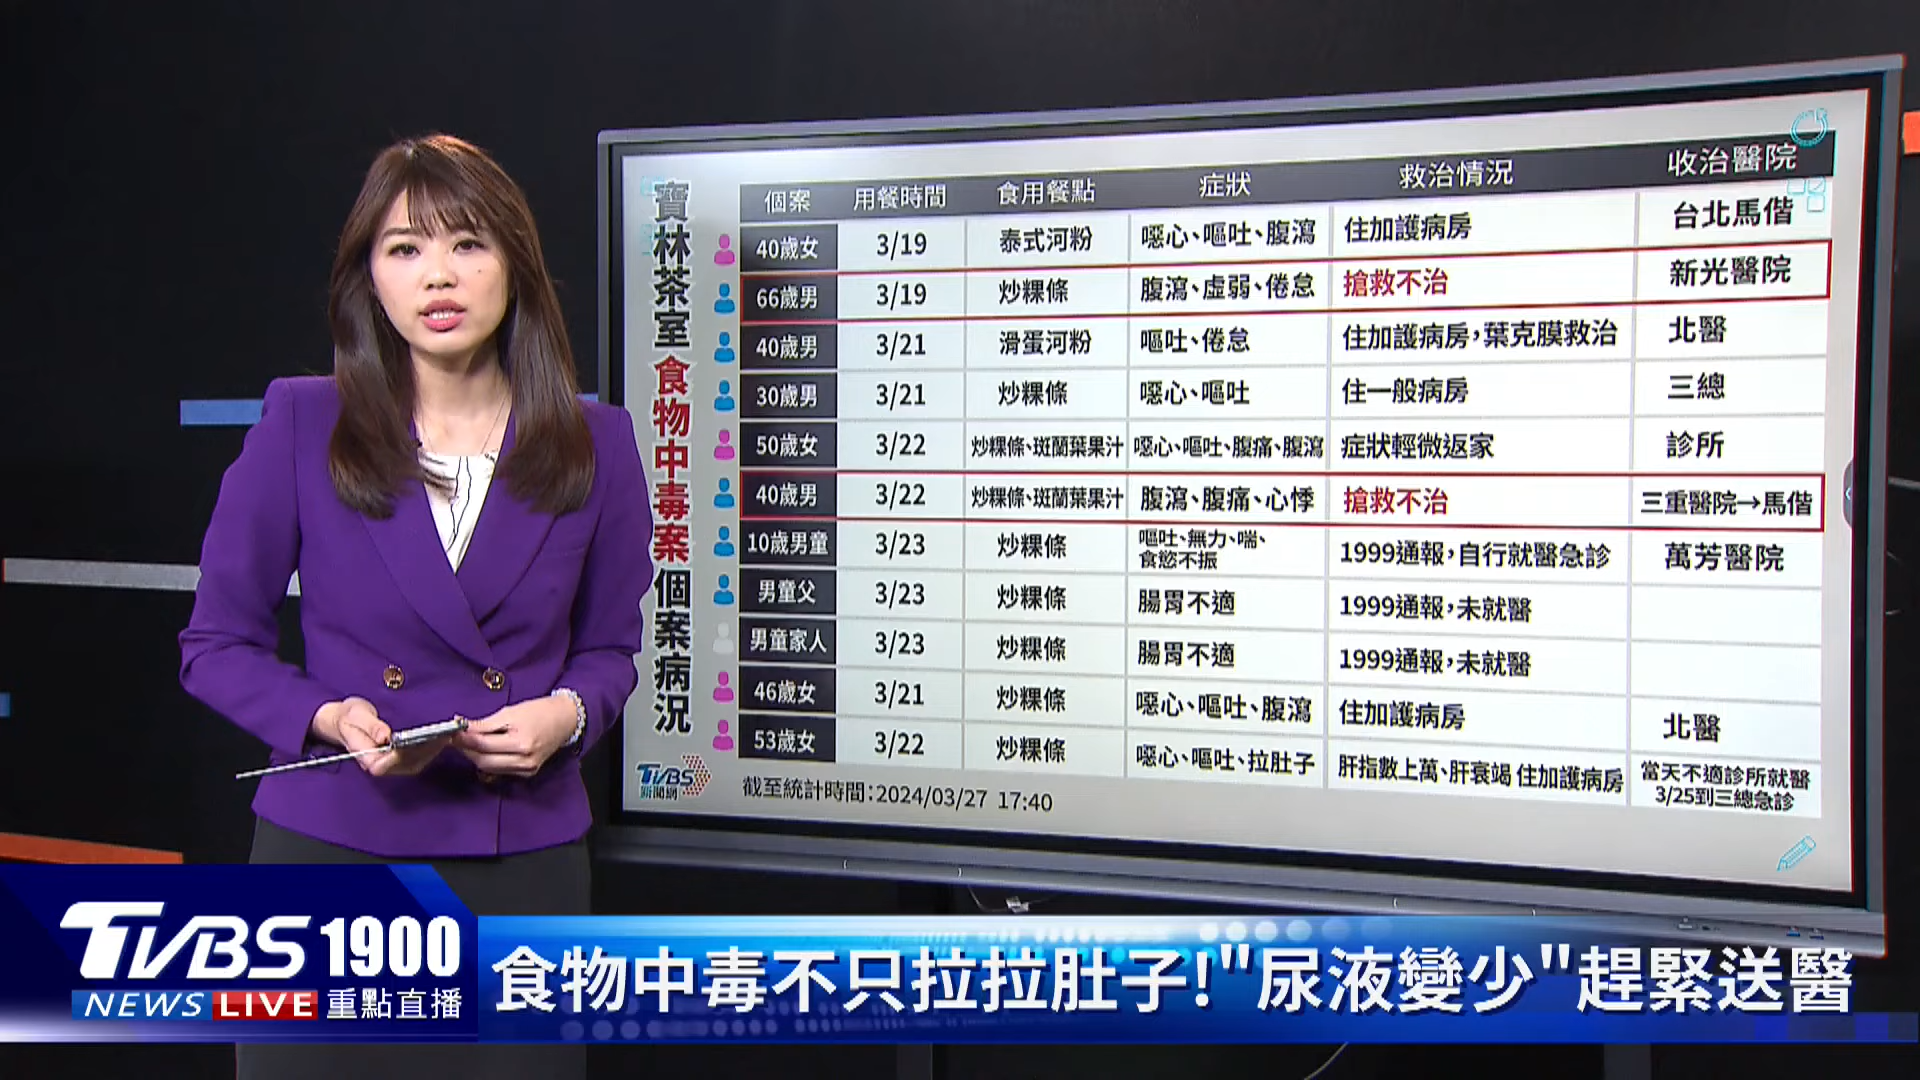 寶林茶室 食物中毒案 個案病況
個案 用餐時間 食用餐點 症狀 救治情況 收治醫院
40歲女 3/19 泰式河粉 噁心、嘔吐、腹瀉 住加護病房 台北馬偕
66歲男 3/19 炒粿條 腹瀉、虛弱、倦怠 搶救不治 新光醫院
40歲男 3/21 滑蛋河粉 嘔吐、倦怠 住加護病房,葉克膜救治 北醫
30歲男 3/21 炒粿條 噁心、嘔吐 住一般病房 三總
50歲女 3/22 炒粿條、斑蘭葉果汁 噁心、嘔吐、腹痛、腹瀉 症狀輕微返家 診所
40歲男 3/22 炒粿條、斑蘭葉果汁 腹瀉、腹痛、心悸 搶救不治 三重醫院→馬偕
10歲男童 3/23 炒粿條 嘔吐、無力、喘、 1999通報,自行就醫急診 萬芳醫院
食慾不振
男童父 3/23 炒粿條 腸胃不適 1999通報,未就醫
男童家人 3/23 炒粿條 腸胃不適 1999通報,未就醫
46歲女 3/21 炒粿條 噁心、嘔吐、腹瀉 住加護病房 北醫
53歲女 3/22 炒粿條 噁心、嘔吐、拉肚子 肝指數上萬、肝衰竭 住加護病房 當天不適診所就醫
3/25到三總急診
TVBS
新聞網
截至統計時間:2024/03/27 17:40
TVBS 1900
NEWS LIVE 重點直播
食物中毒不只拉拉肚子!"尿液變少"趕緊送醫